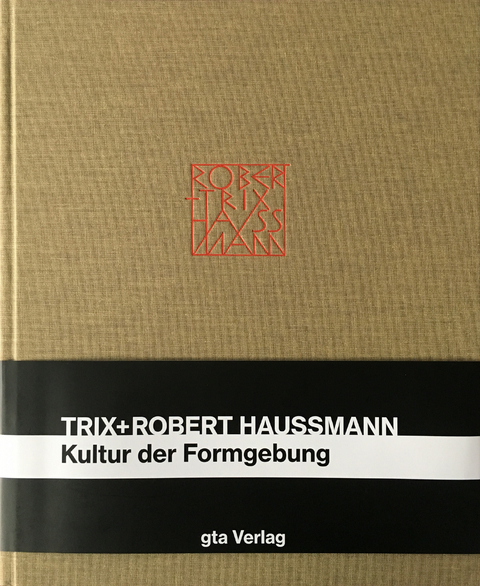 ROBERT
+TRIX
HAUSS
MANN
TRIX+ROBERT HAUSSMANN
Kultur der Formgebung
gta Verlag